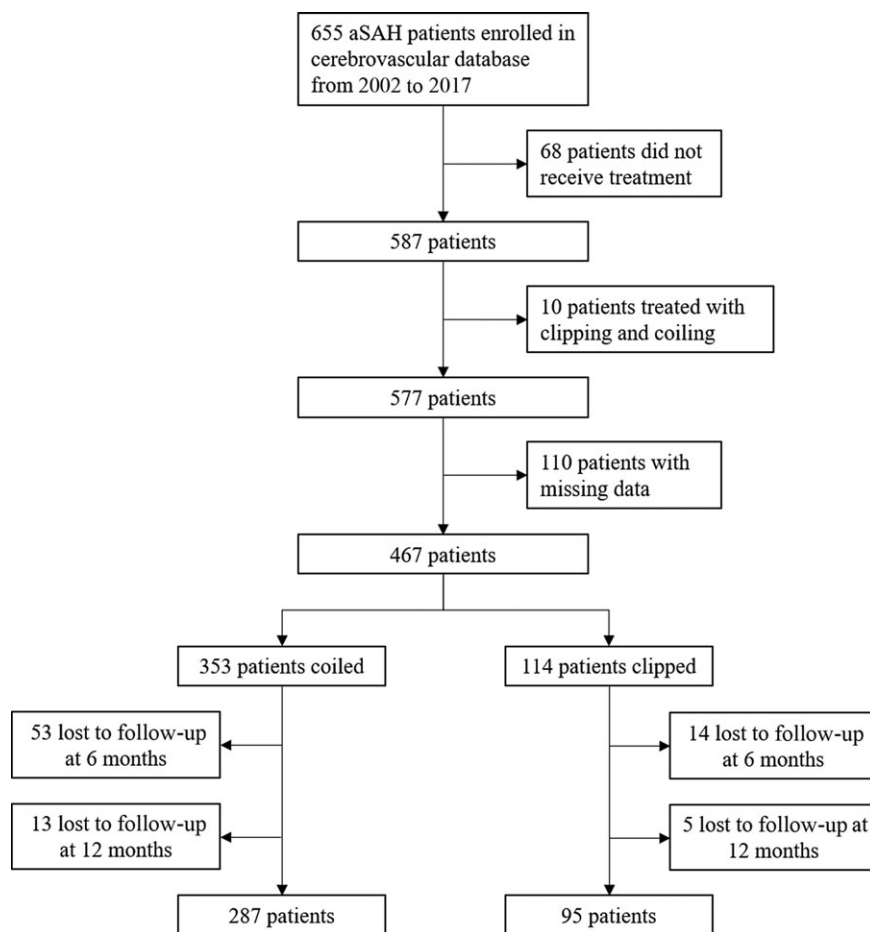 655 aSAH patients enrolled in
cerebrovascular database
from 2002 to 2017
68 patients did not
receive treatment
587 patients
10 patients treated with
clipping and coiling
577 patients
110 patients with
missing data
467 patients
353 patients coiled
114 patients clipped
53 lost to follow-up
at 6 months
14 lost to follow-up
at 6 months
13 lost to follow-up
at 12 months
5 lost to follow-up at
12 months
287 patients
95 patients